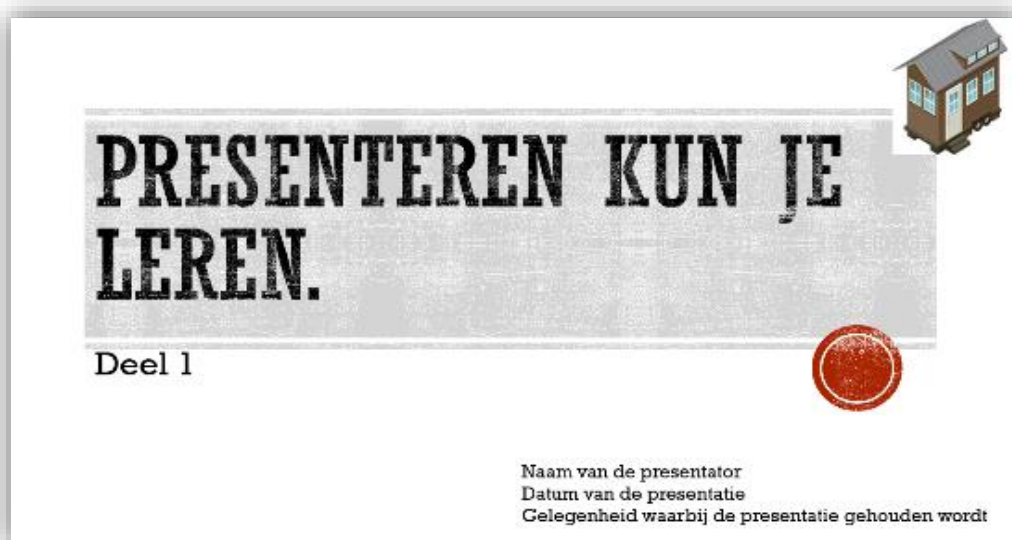 PRESENTEREN KUN JE
LEREN.
Deel 1
Naam van de presentator
Datum van de presentatie
Gelegenheid waarbij de presentatie gehouden wordt